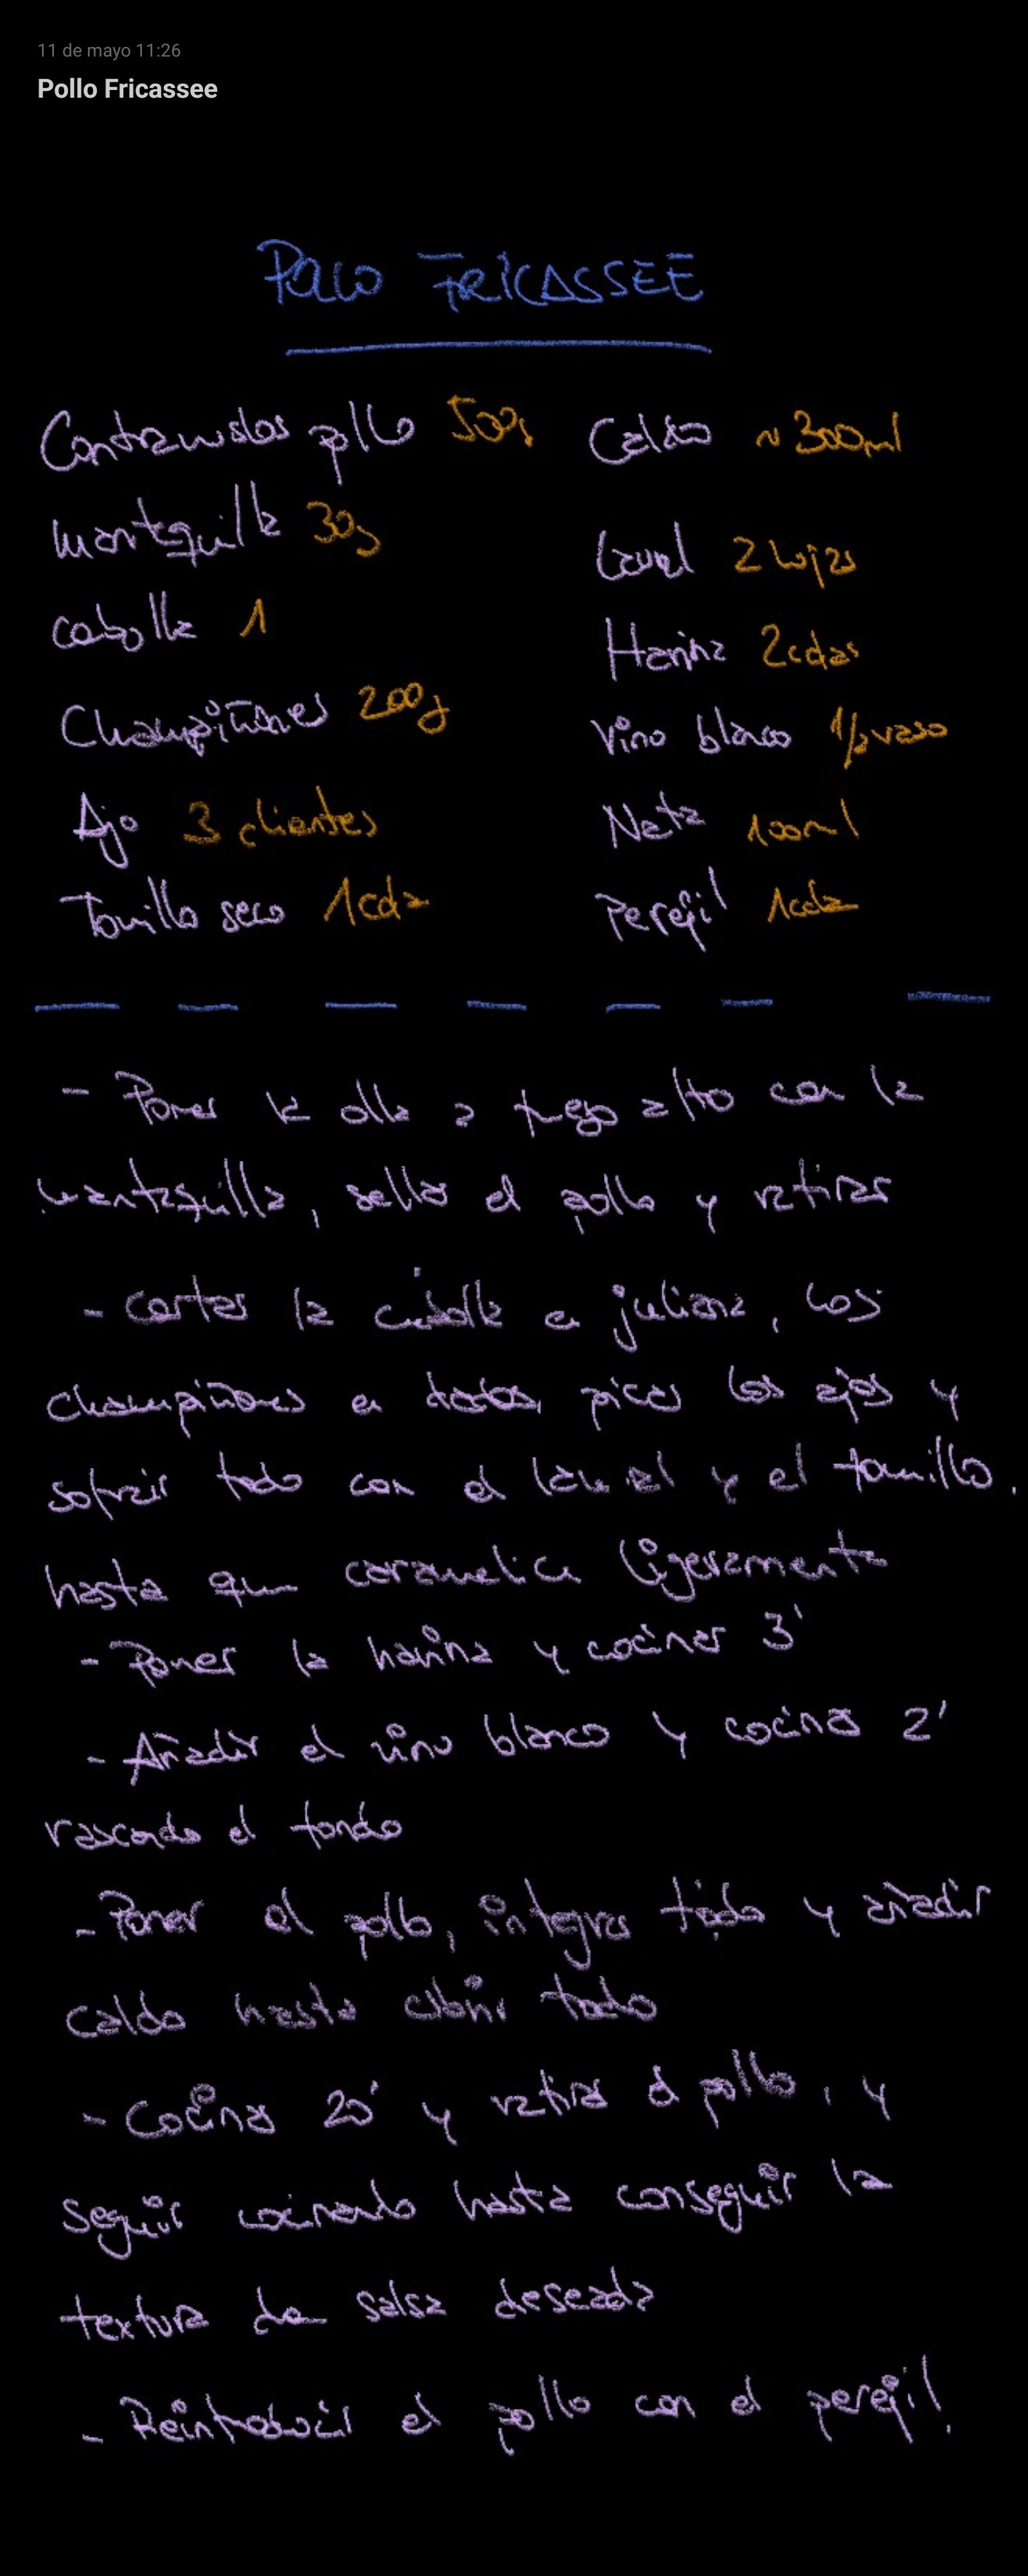 11 de mayo 11:26
Pollo Fricassee
POLLO FRICASSEE
Contramuslos pollo 500g
Mantequilla 30g
Cebolla 1
Champiñones 200g
Ajo 3 dientes
Tomillo seco 1cda
Caldo ~300ml
Laurel 2 hojas
Harina 2cdas
Vino blanco 1/2 vaso
Nata 100ml
Perejil 1cda
- Poner la olla a fuego alto con la
mantequilla, sellar el pollo y retirar
- Cortar la cebolla en juliana, los
champiñones en picar los ajos y
sofreir todo con el laurel y el tomillo.
hasta que caramelice ligeramente
- Poner la harina y cocinar 3'
- Añadir el vino blanco y cocinar 2'
rascando el fondo
- Poner el pollo, integrar todo y añadir
caldo hasta cubrir todo
- Cocinar 20' y retirar el pollo, y
seguir cocinando hasta conseguir la
textura de salsa deseada
- Reintroducir el pollo con el perejil.